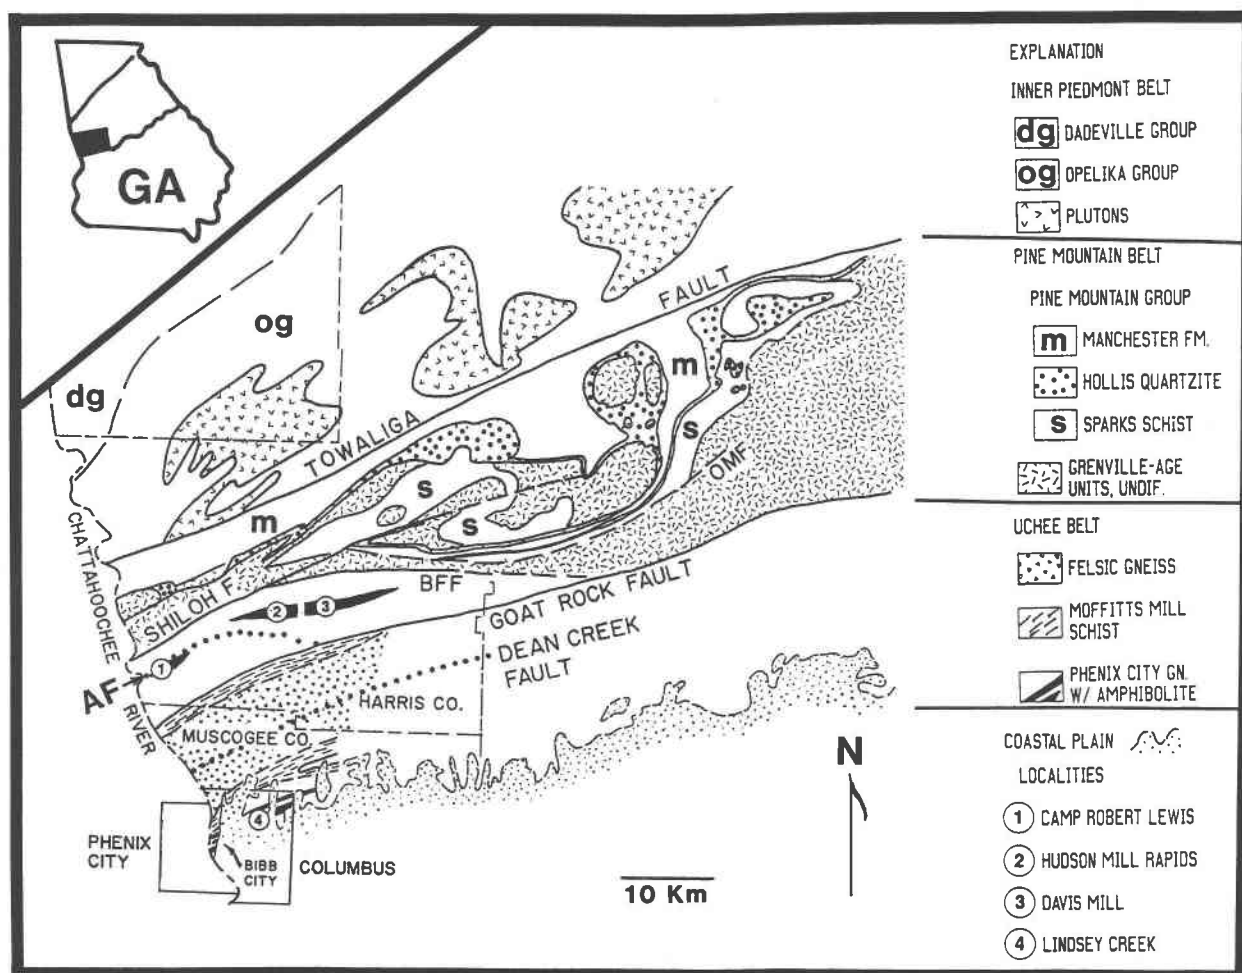 GA
dg
og
TOWALIGA FAULT
m
m
s
s
s
OMF
CHATTAHOOCHEE RIVER
SHILOH F.
BFF
GOAT ROCK FAULT
2
3
1
AF
DEAN CREEK
FAULT
HARRIS CO.
MUSCOGEE CO.
4
PHENIX
CITY
BIBB
CITY
COLUMBUS
10 Km
N
EXPLANATION
INNER PIEDMONT BELT
dg DADEVILLE GROUP
og OPELIKA GROUP
PLUTONS
PINE MOUNTAIN BELT
PINE MOUNTAIN GROUP
m MANCHESTER FM.
HOLLIS QUARTZITE
s SPARKS SCHIST
GRENVILLE-AGE
UNITS, UNDIF.
UCHEE BELT
FELSIC GNEISS
MOFFITTS MILL
SCHIST
PHENIX CITY GN.
W/ AMPHIBOLITE
COASTAL PLAIN
LOCALITIES
1 CAMP ROBERT LEWIS
2 HUDSON MILL RAPIDS
3 DAVIS MILL
4 LINDSEY CREEK